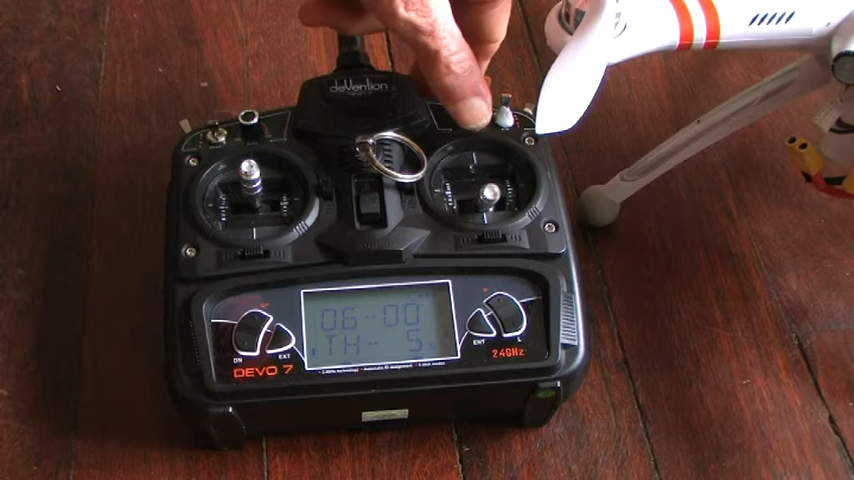 deVention
06--00
TH-- 5%
DN
EXT
ENT
L
DEVO 7
2.4GHz